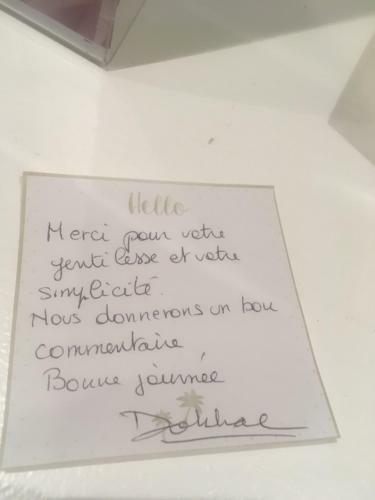 Hello
Merci pour votre
gentilesse et votre
simplicité.
Nous donnerons un bon
commentaire
Bonne journée